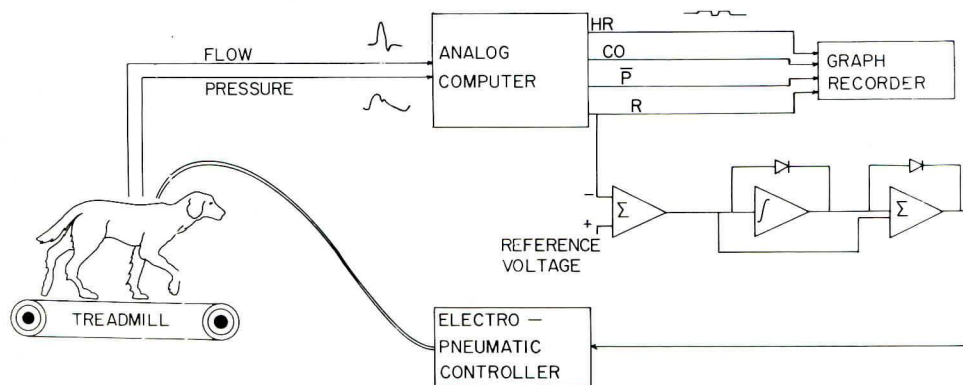 FLOW
PRESSURE
ANALOG
COMPUTER
HR
CO
P̅
R
GRAPH
RECORDER
−
+
Σ
∫
Σ
REFERENCE
VOLTAGE
TREADMILL
ELECTRO —
PNEUMATIC
CONTROLLER